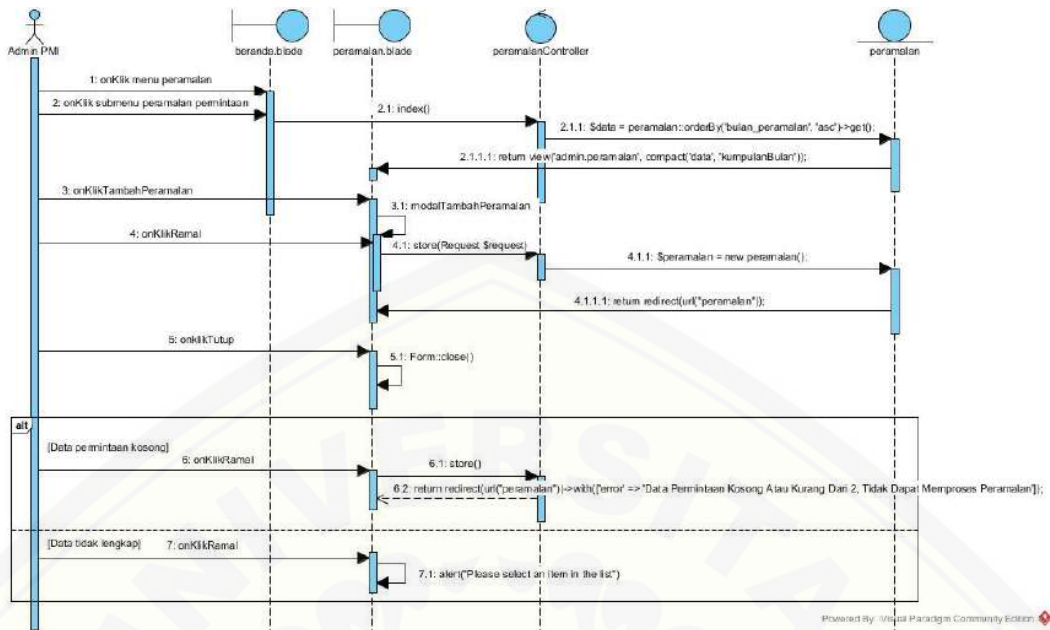 Admin PMI
beranda.blade
peramalan.blade
peramalanController
peramalan
1: onKlik menu peramalan
2: onKlik submenu peramalan permintaan
2.1: index()
2.1.1: $data = peramalan::orderBy('bulan_peramalan', 'asc')->get();
2.1.1.1: return view('admin.peramalan', compact('data', "kumpulanBulan"));
3: onKlikTambahPeramalan
3.1: modalTambahPeramalan
4: onKlikRamal
4.1: store(Request $request)
4.1.1: $peramalan = new peramalan();
4.1.1.1: return redirect(url("peramalan"));
5: onklikTutup
5.1: Form::close()
alt
[Data permintaan kosong]
6: onKlikRamal
6.1: store()
6.2: return redirect(url("peramalan"))->with(['error' => 'Data Permintaan Kosong Atau Kurang Dari 2, Tidak Dapat Memproses Peramalan']);
[Data tidak lengkap]
7: onKlikRamal
7.1: alert("Please select an item in the list")
UNIVERSITA
Powered By Visual Paradigm Community Edition